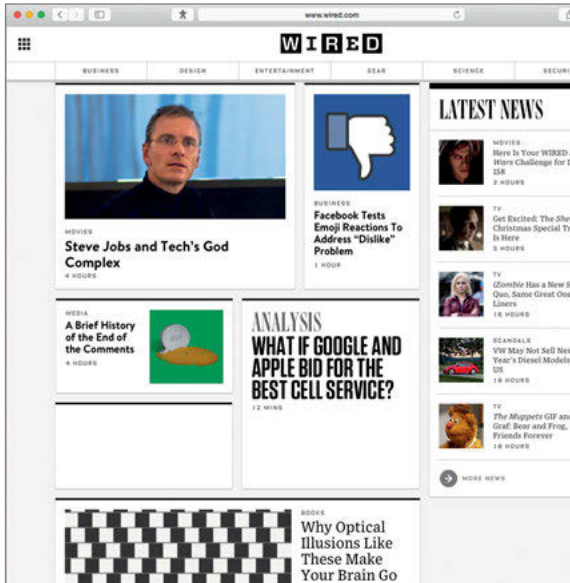 www.wired.com
WIRED
BUSINESS DESIGN ENTERTAINMENT GEAR SCIENCE SECURI
MOVIES
Steve Jobs and Tech's God
Complex
4 HOURS
BUSINESS
Facebook Tests
Emoji Reactions To
Address "Dislike"
Problem
1 HOUR
MEDIA
A Brief History
of the End of
the Comments
4 HOURS
ANALYSIS
WHAT IF GOOGLE AND
APPLE BID FOR THE
BEST CELL SERVICE?
12 MINS
BOOKS
Why Optical
Illusions Like
These Make
Your Brain Go
LATEST NEWS
MOVIES
Here Is Your WIRED
Wars Challenge for
158
2 HOURS
TV
Get Excited: The She
Christmas Special Tr
Is Here
5 HOURS
TV
iZombie Has a New S
Quo, Same Great One
Liners
16 HOURS
SCANDALS
VW May Not Sell Nex
Year's Diesel Models
US
18 HOURS
TV
The Muppets GIF and
Graf: Bear and Frog,
Friends Forever
18 HOURS
MORE NEWS